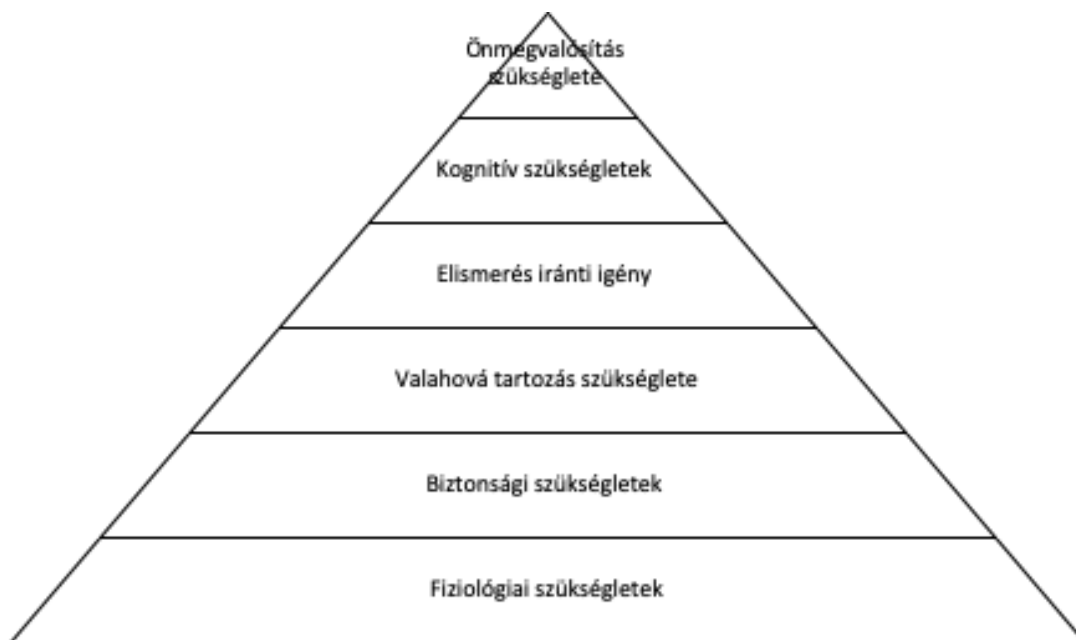 Önmegvalósítás
szükséglete
Kognitív szükségletek
Elismerés iránti igény
Valahová tartozás szükséglete
Biztonsági szükségletek
Fiziológiai szükségletek